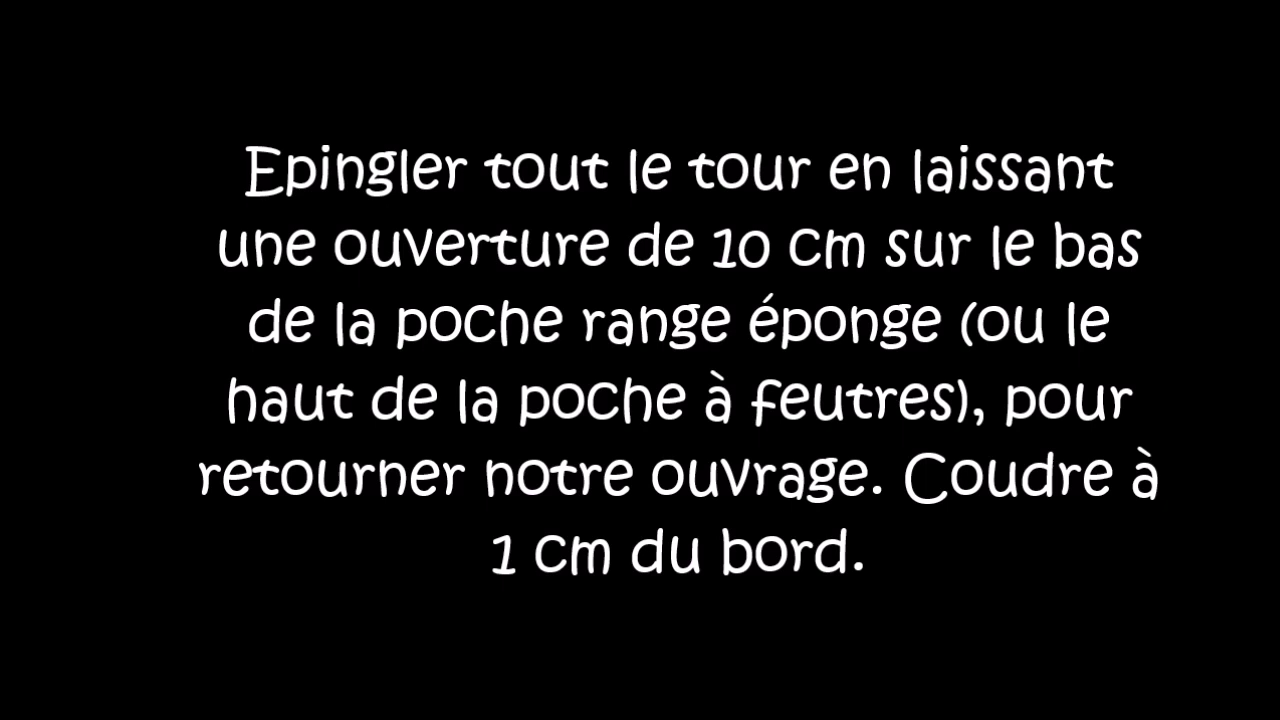 Epingler tout le tour en laissant
une ouverture de 10 cm sur le bas
de la poche range éponge (ou le
haut de la poche à feutres), pour
retourner notre ouvrage. Coudre à
1 cm du bord.